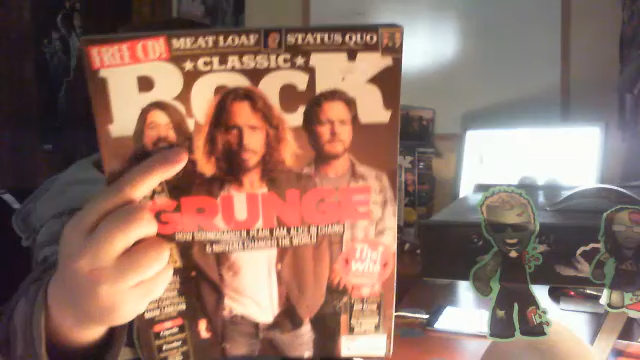 FREE CD! MEAT LOAF STATUS QUO
CLASSIC
ROCK
GRUNGE
HOW SOUNDGARDEN, PEARL JAM, ALICE IN CHAINS
& NIRVANA CHANGED THE WORLD
The
Who